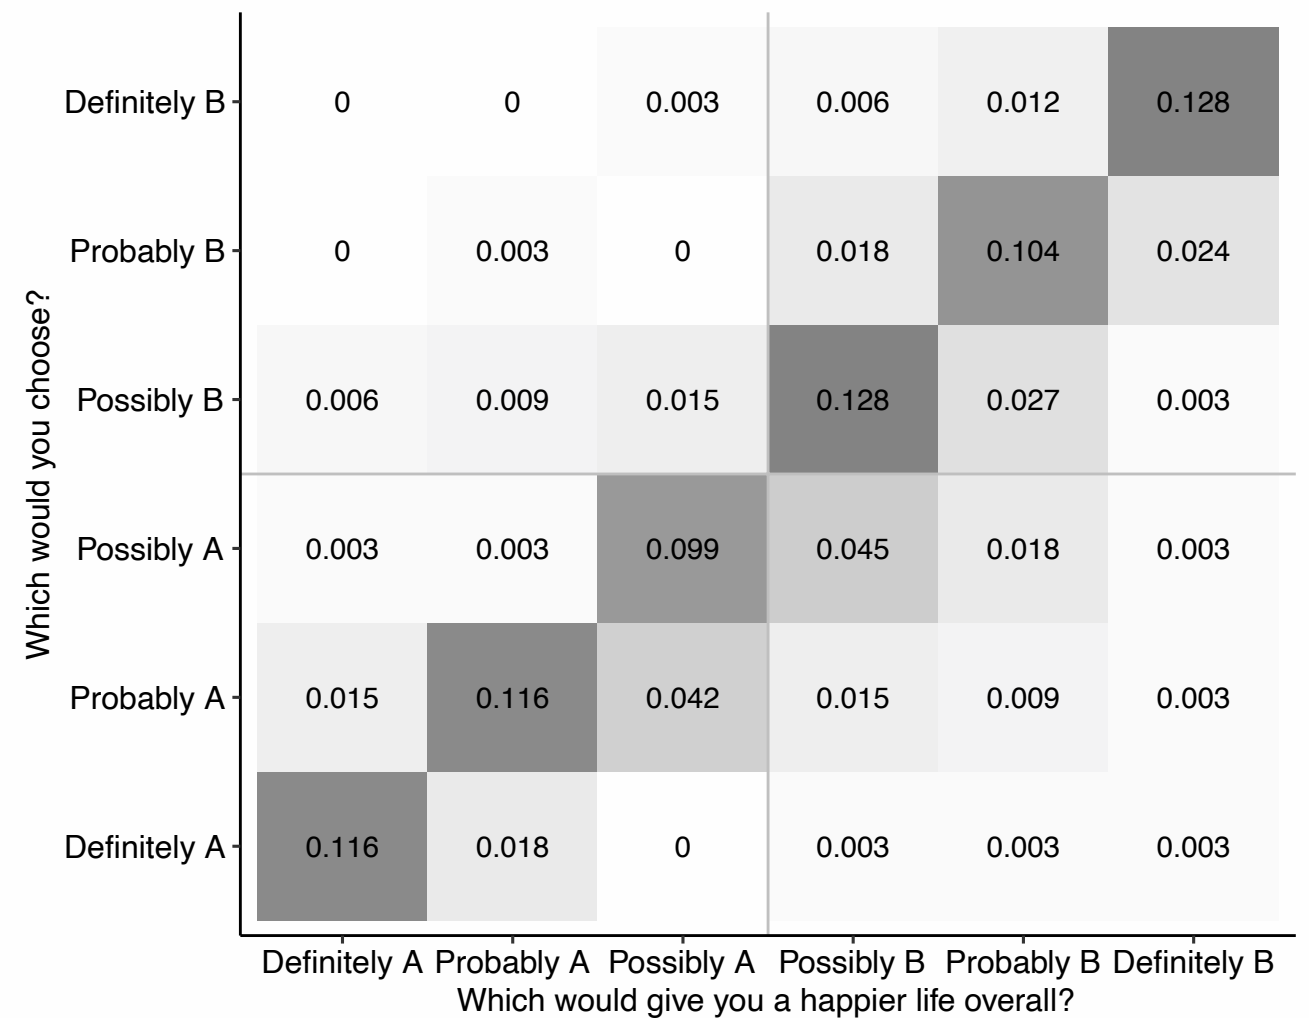 Which would you choose?
Definitely B 0 0 0.003 0.006 0.012 0.128
Probably B 0 0.003 0 0.018 0.104 0.024
Possibly B 0.006 0.009 0.015 0.128 0.027 0.003
Possibly A 0.003 0.003 0.099 0.045 0.018 0.003
Probably A 0.015 0.116 0.042 0.015 0.009 0.003
Definitely A 0.116 0.018 0 0.003 0.003 0.003
Definitely A Probably A Possibly A Possibly B Probably B Definitely B
Which would give you a happier life overall?